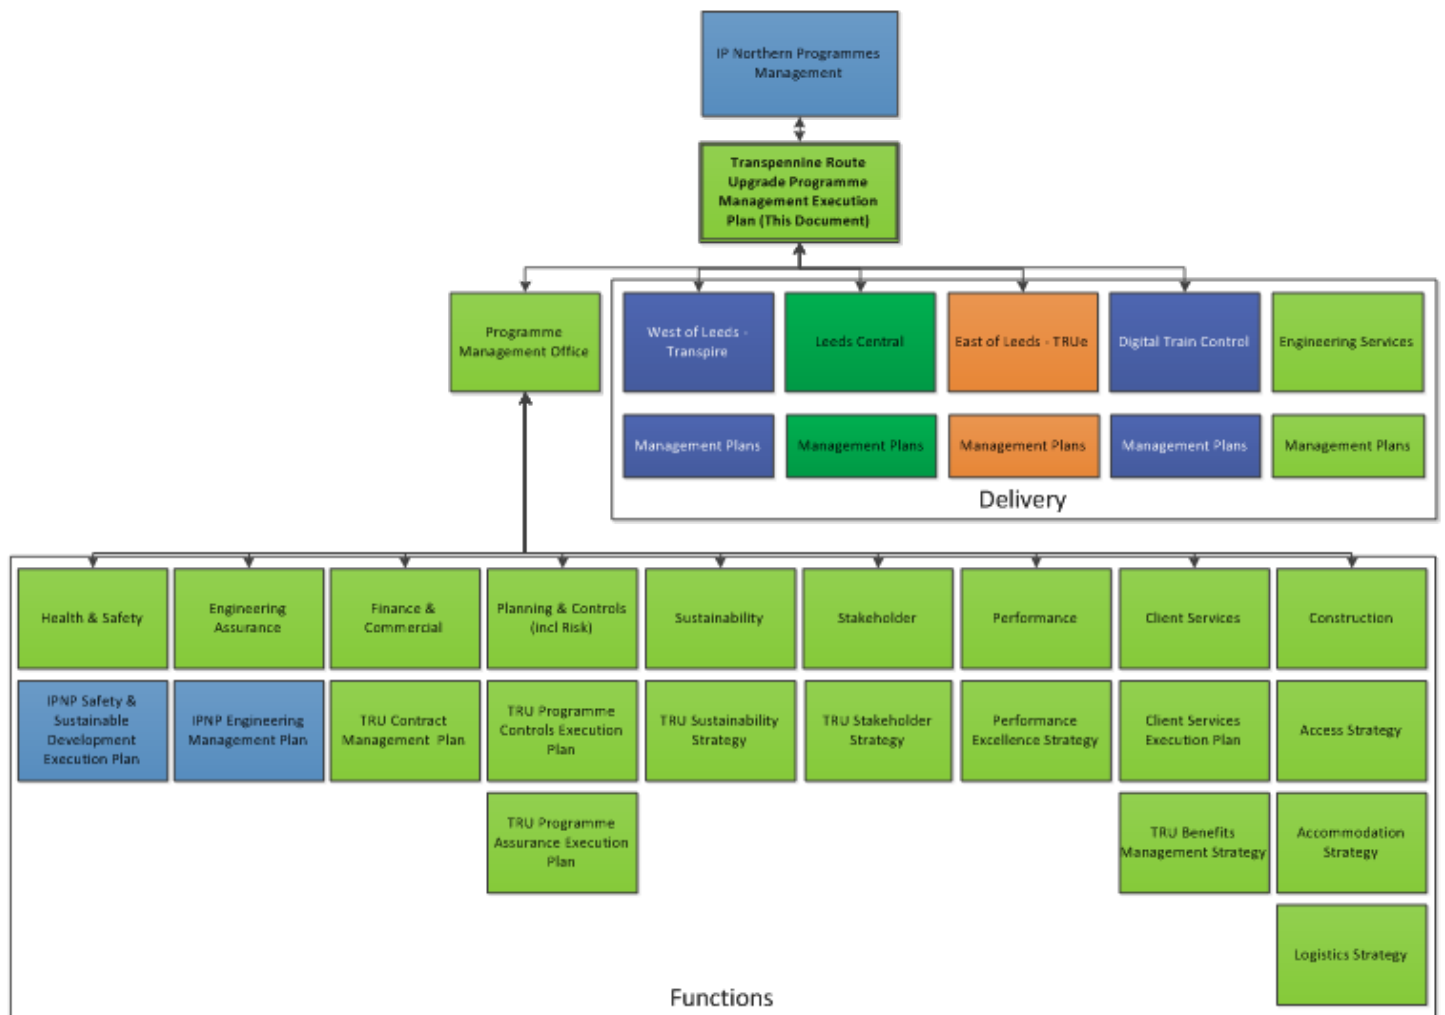 IP Northern Programmes
Management
Transpennine Route
Upgrade Programme
Management Execution
Plan (This Document)
Programme
Management Office
West of Leeds -
Transpire
Leeds Central
East of Leeds - TRUe
Digital Train Control
Engineering Services
Management Plans
Management Plans
Management Plans
Management Plans
Management Plans
Delivery
Health & Safety
Engineering
Assurance
Finance &
Commercial
Planning & Controls
(incl Risk)
Sustainability
Stakeholder
Performance
Client Services
Construction
IPNP Safety &
Sustainable
Development
Execution Plan
IPNP Engineering
Management Plan
TRU Contract
Management Plan
TRU Programme
Controls Execution
Plan
TRU Sustainability
Strategy
TRU Stakeholder
Strategy
Performance
Excellence Strategy
Client Services
Execution Plan
Access Strategy
TRU Programme
Assurance Execution
Plan
TRU Benefits
Management Strategy
Accommodation
Strategy
Logistics Strategy
Functions